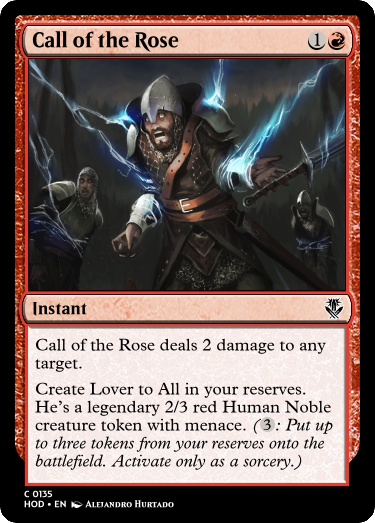 Call of the Rose 1
Instant
Call of the Rose deals 2 damage to any
target.
Create Lover to All in your reserves.
He's a legendary 2/3 red Human Noble
creature token with menace. (3: Put up
to three tokens from your reserves onto the
battlefield. Activate only as a sorcery.)
C 0135
HOD • EN Alejandro Hurtado